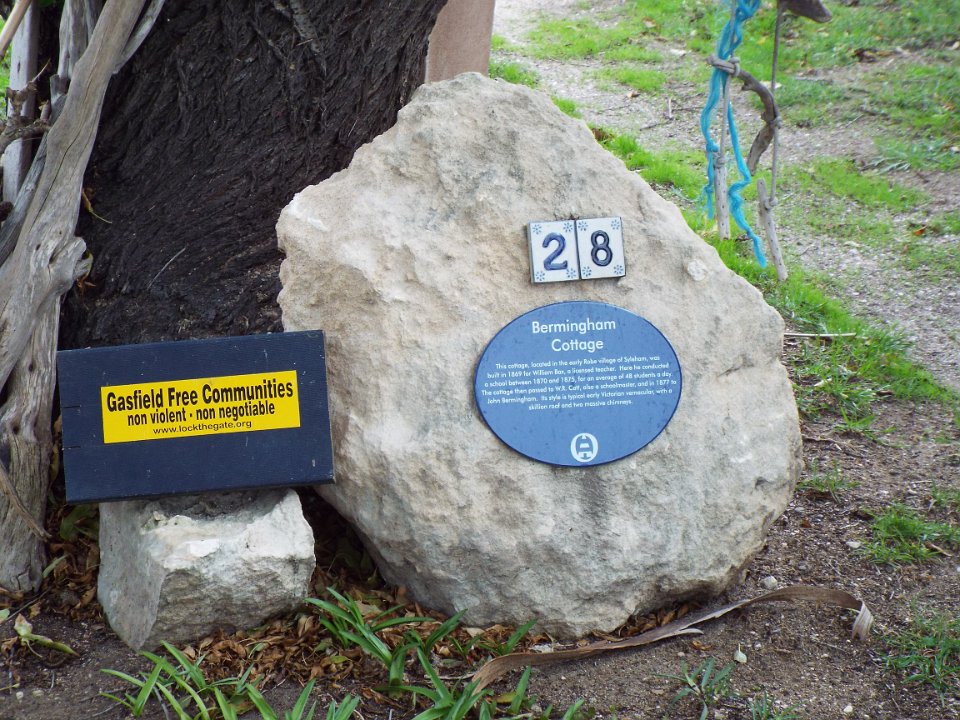 28
Bermingham
Cottage
This cottage, located in the early Robe village of Syleham, was
built in 1869 for William Bax, a licensed teacher. Here he conducted
a school between 1870 and 1875, for an average of 48 students a day.
The cottage then passed to W.R. Catt, also a schoolmaster, and in 1877 to
John Bermingham. Its style is typical early Victorian vernacular, with a
skillion roof and two massive chimneys.
Gasfield Free Communities
non violent - non negotiable
www.lockthegate.org